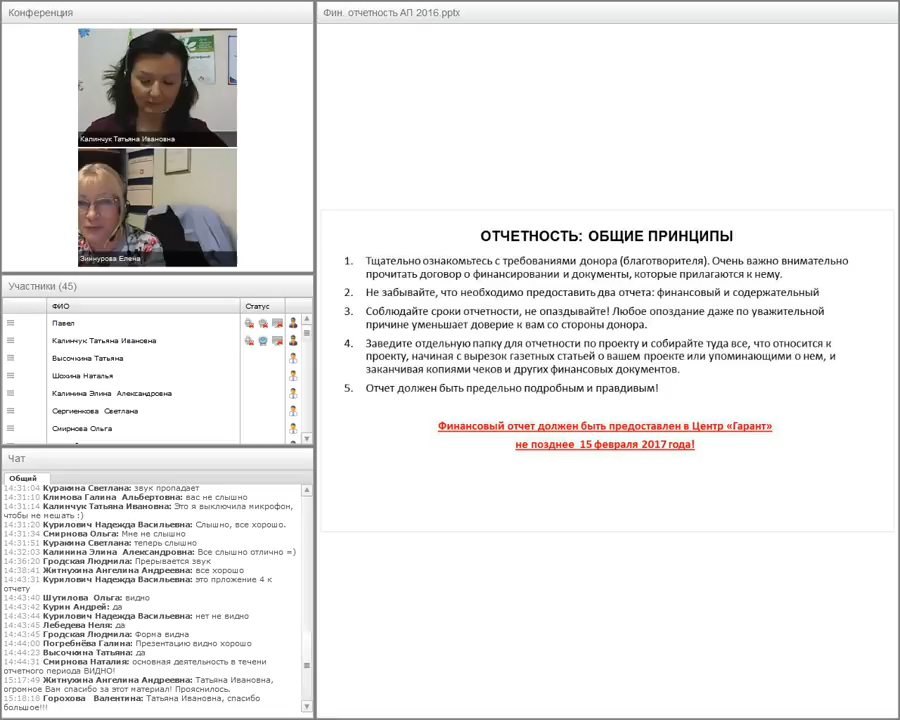 Конференция
Калинчук Татьяна Ивановна
Зиннурова Елена
Участники (45)
ФИО
Статус
Павел
Калинчук Татьяна Ивановна
Высочкина Татьяна
Шохина Наталья
Калинина Элина Александровна
Сергиенкова Светлана
Смирнова Ольга
Чат
Общий
14:31:04 Куракина Светлана: звук пропадает
14:31:10 Климова Галина Альбертовна: вас не слышно
14:31:14 Калинчук Татьяна Ивановна: Это я выключила микрофон,
чтобы не мешать :)
14:31:20 Курилович Надежда Васильевна: Слышно, все хорошо.
14:31:34 Смирнова Ольга: Мне не слышно
14:31:51 Куракина Светлана: теперь слышно
14:32:03 Калинина Элина Александровна: Все слышно отлично =)
14:36:20 Гродская Людмила: Прерывается звук
14:38:41 Житнухина Ангелина Андреевна: все хорошо
14:43:31 Курилович Надежда Васильевна: это прложение 4 к
отчету
14:43:40 Шутилова Ольга: видно
14:43:42 Курин Андрей: да
14:43:44 Курилович Надежда Васильевна: нет не видно
14:43:45 Лебедева Неля: да
14:43:45 Гродская Людмила: Форма видна
14:44:00 Погребнёва Галина: Презентацию видно хорошо
14:44:23 Высочкина Татьяна: да
14:44:31 Смирнова Наталия: основная деятельность в течени
отчетного периода ВИДНО!
15:17:49 Житнухина Ангелина Андреевна: Татьяна Ивановна,
огромное Вам спасибо за этот материал! Прояснилось.
15:18:18 Горохова Валентина: Татьяна Ивановна, спасибо
большое!!!
Фин. отчетность АП 2016.pptx
ОТЧЕТНОСТЬ: ОБЩИЕ ПРИНЦИПЫ
1. Тщательно ознакомьтесь с требованиями донора (благотворителя). Очень важно внимательно
прочитать договор о финансировании и документы, которые прилагаются к нему.
2. Не забывайте, что необходимо предоставить два отчета: финансовый и содержательный
3. Соблюдайте сроки отчетности, не опаздывайте! Любое опоздание даже по уважительной
причине уменьшает доверие к вам со стороны донора.
4. Заведите отдельную папку для отчетности по проекту и собирайте туда все, что относится к
проекту, начиная с вырезок газетных статьей о вашем проекте или упоминающими о нем, и
заканчивая копиями чеков и других финансовых документов.
5. Отчет должен быть предельно подробным и правдивым!
Финансовый отчет должен быть предоставлен в Центр «Гарант»
не позднее 15 февраля 2017 года!